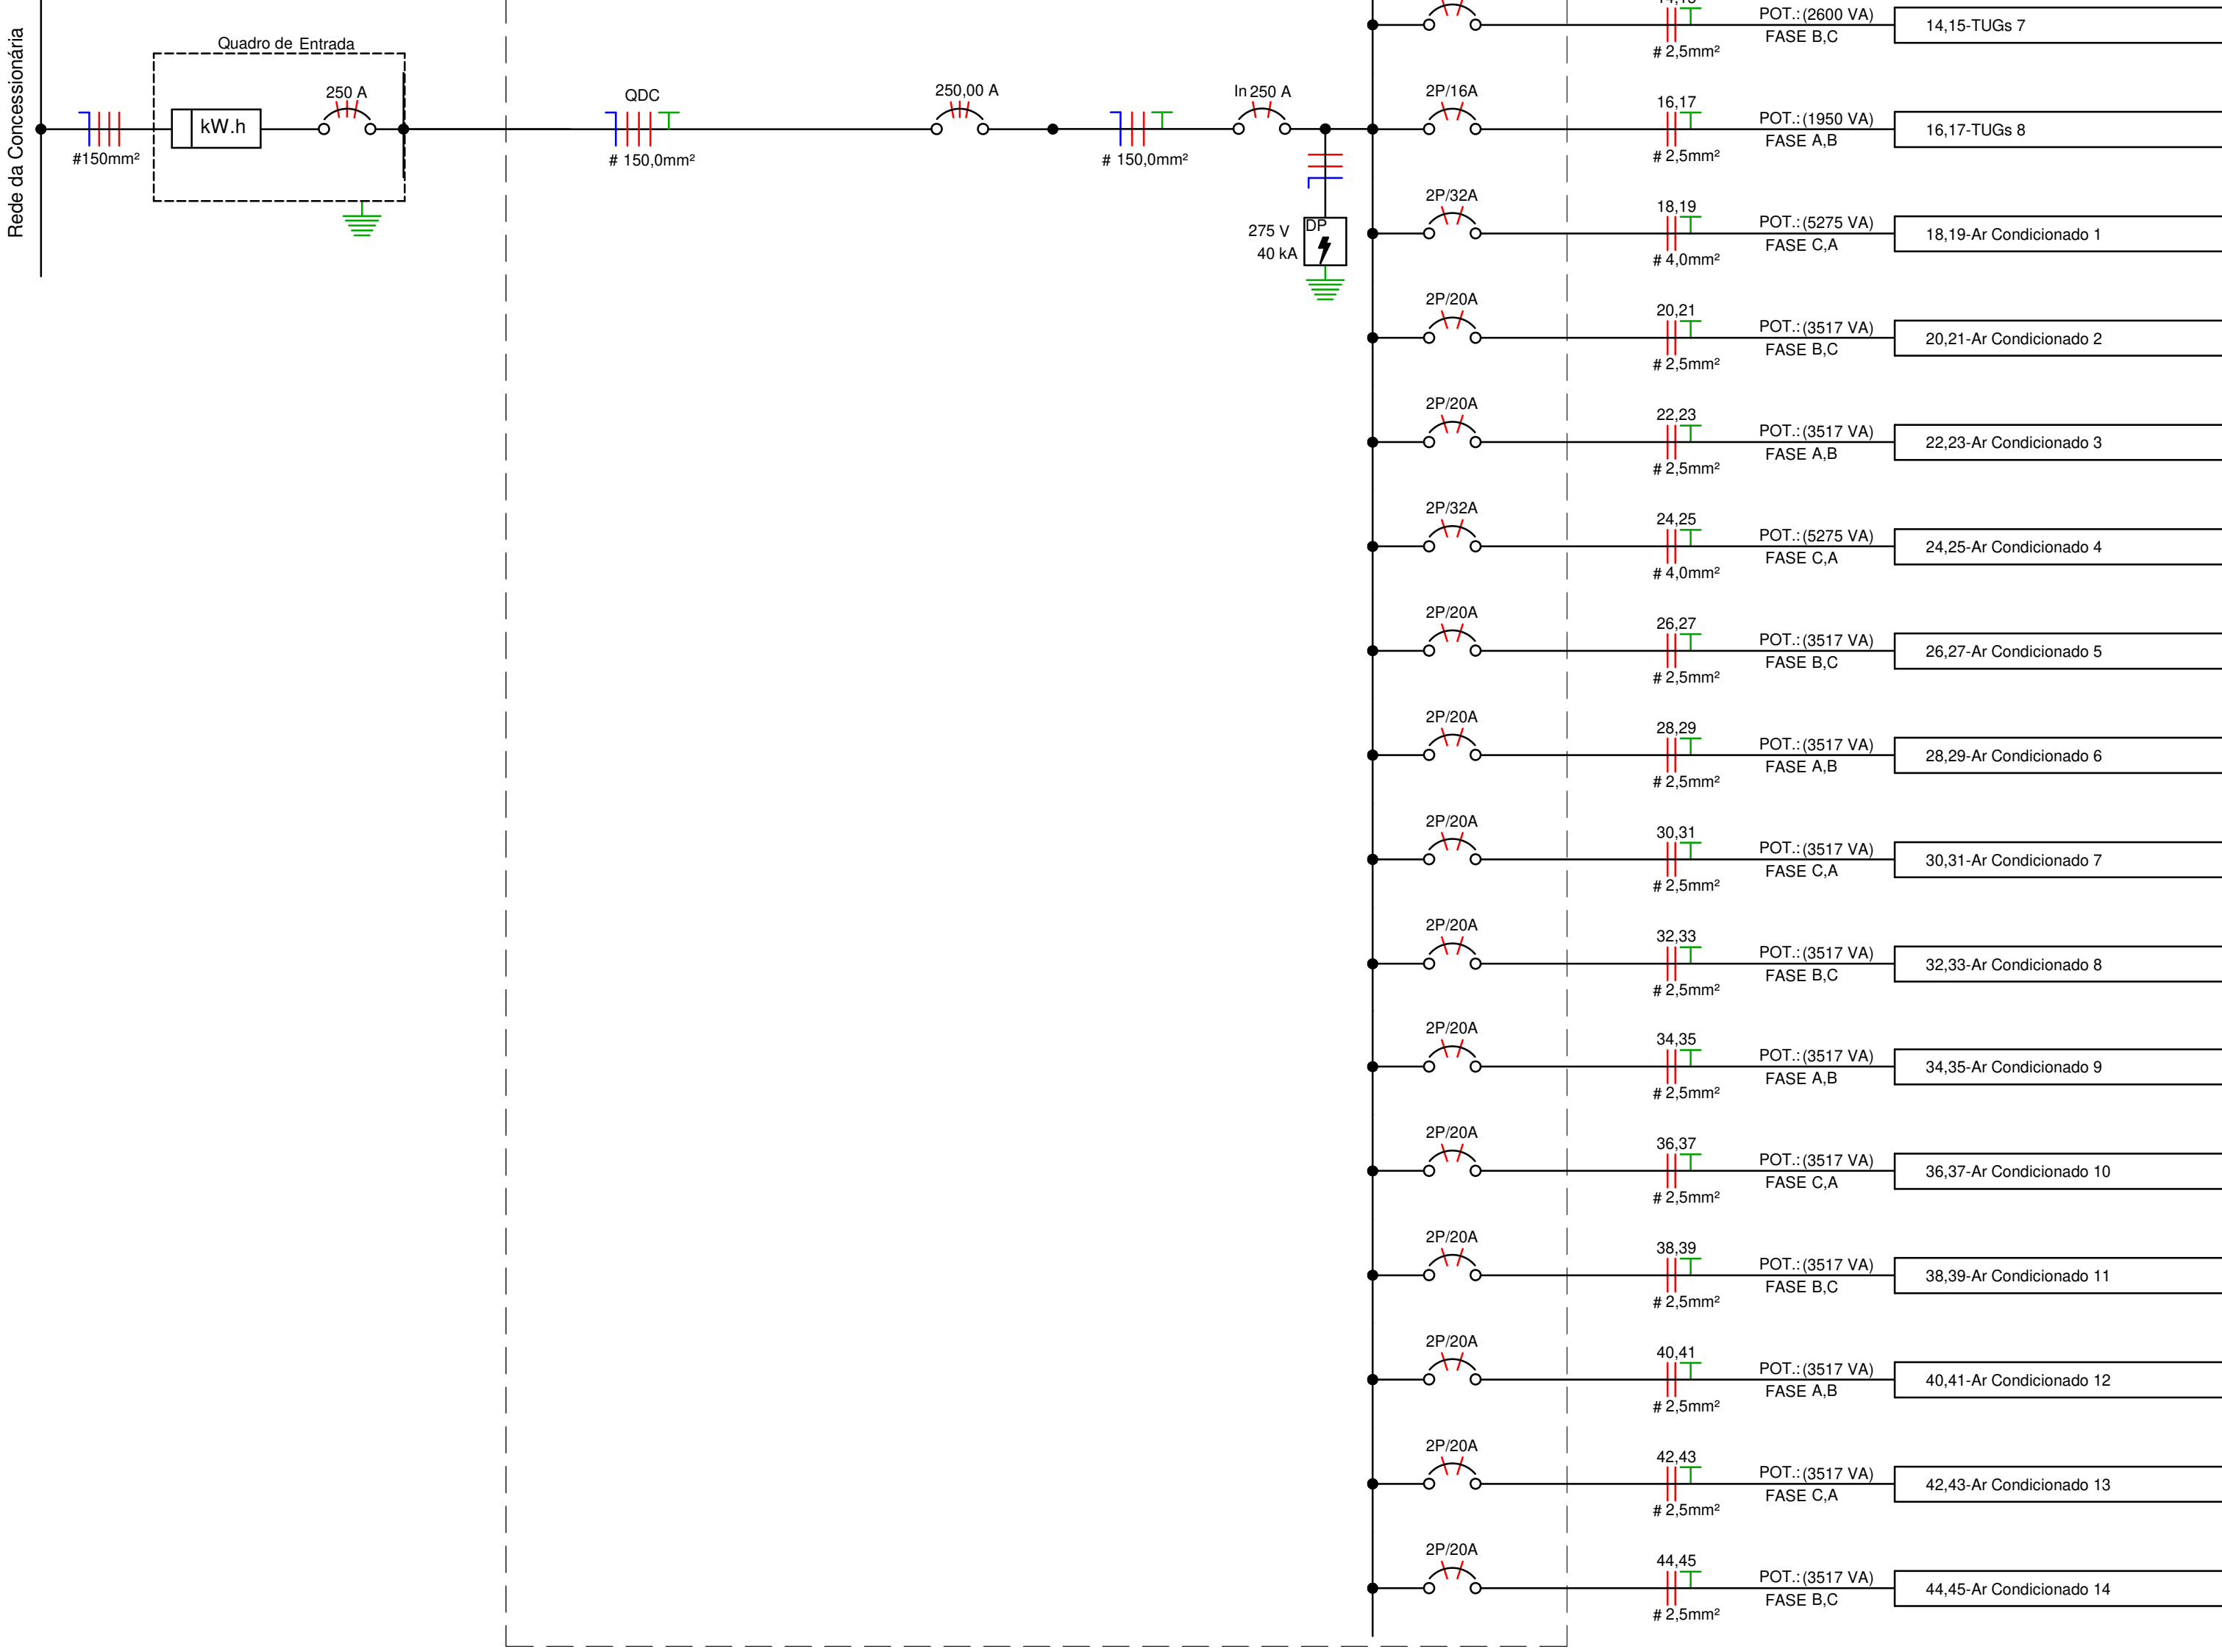 Rede da Concessionária
Quadro de Entrada
250 A
kW.h
#150mm²
QDC
# 150,0mm²
250,00 A
# 150,0mm²
In 250 A
275 V
40 kA
DP
POT.: (2600 VA)
FASE B,C
# 2,5mm²
14,15-TUGs 7
2P/16A
16,17
POT.: (1950 VA)
FASE A,B
# 2,5mm²
16,17-TUGs 8
2P/32A
18,19
POT.: (5275 VA)
FASE C,A
# 4,0mm²
18,19-Ar Condicionado 1
2P/20A
20,21
POT.: (3517 VA)
FASE B,C
# 2,5mm²
20,21-Ar Condicionado 2
2P/20A
22,23
POT.: (3517 VA)
FASE A,B
# 2,5mm²
22,23-Ar Condicionado 3
2P/32A
24,25
POT.: (5275 VA)
FASE C,A
# 4,0mm²
24,25-Ar Condicionado 4
2P/20A
26,27
POT.: (3517 VA)
FASE B,C
# 2,5mm²
26,27-Ar Condicionado 5
2P/20A
28,29
POT.: (3517 VA)
FASE A,B
# 2,5mm²
28,29-Ar Condicionado 6
2P/20A
30,31
POT.: (3517 VA)
FASE C,A
# 2,5mm²
30,31-Ar Condicionado 7
2P/20A
32,33
POT.: (3517 VA)
FASE B,C
# 2,5mm²
32,33-Ar Condicionado 8
2P/20A
34,35
POT.: (3517 VA)
FASE A,B
# 2,5mm²
34,35-Ar Condicionado 9
2P/20A
36,37
POT.: (3517 VA)
FASE C,A
# 2,5mm²
36,37-Ar Condicionado 10
2P/20A
38,39
POT.: (3517 VA)
FASE B,C
# 2,5mm²
38,39-Ar Condicionado 11
2P/20A
40,41
POT.: (3517 VA)
FASE A,B
# 2,5mm²
40,41-Ar Condicionado 12
2P/20A
42,43
POT.: (3517 VA)
FASE C,A
# 2,5mm²
42,43-Ar Condicionado 13
2P/20A
44,45
POT.: (3517 VA)
FASE B,C
# 2,5mm²
44,45-Ar Condicionado 14